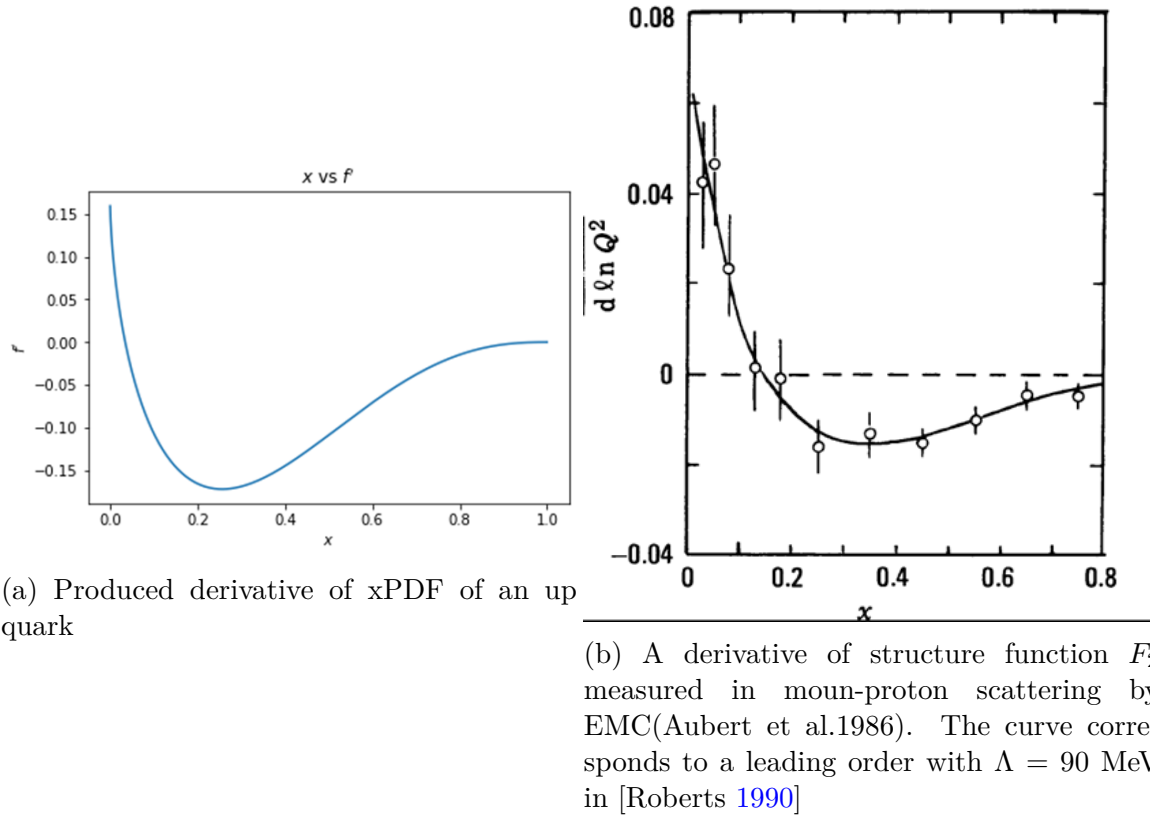 x vs f'
0.15
0.10
0.05
0.00
−0.05
−0.10
−0.15
f'
0.0 0.2 0.4 0.6 0.8 1.0
x
(a) Produced derivative of xPDF of an up
quark
0.08
0.04
0
−0.04
d ℓn Q²
0 0.2 0.4 0.6 0.8
x
(b) A derivative of structure function
measured in moun-proton scattering by
EMC(Aubert et al.1986). The curve corre-
sponds to a leading order with Λ = 90 MeV
in [Roberts 1990]